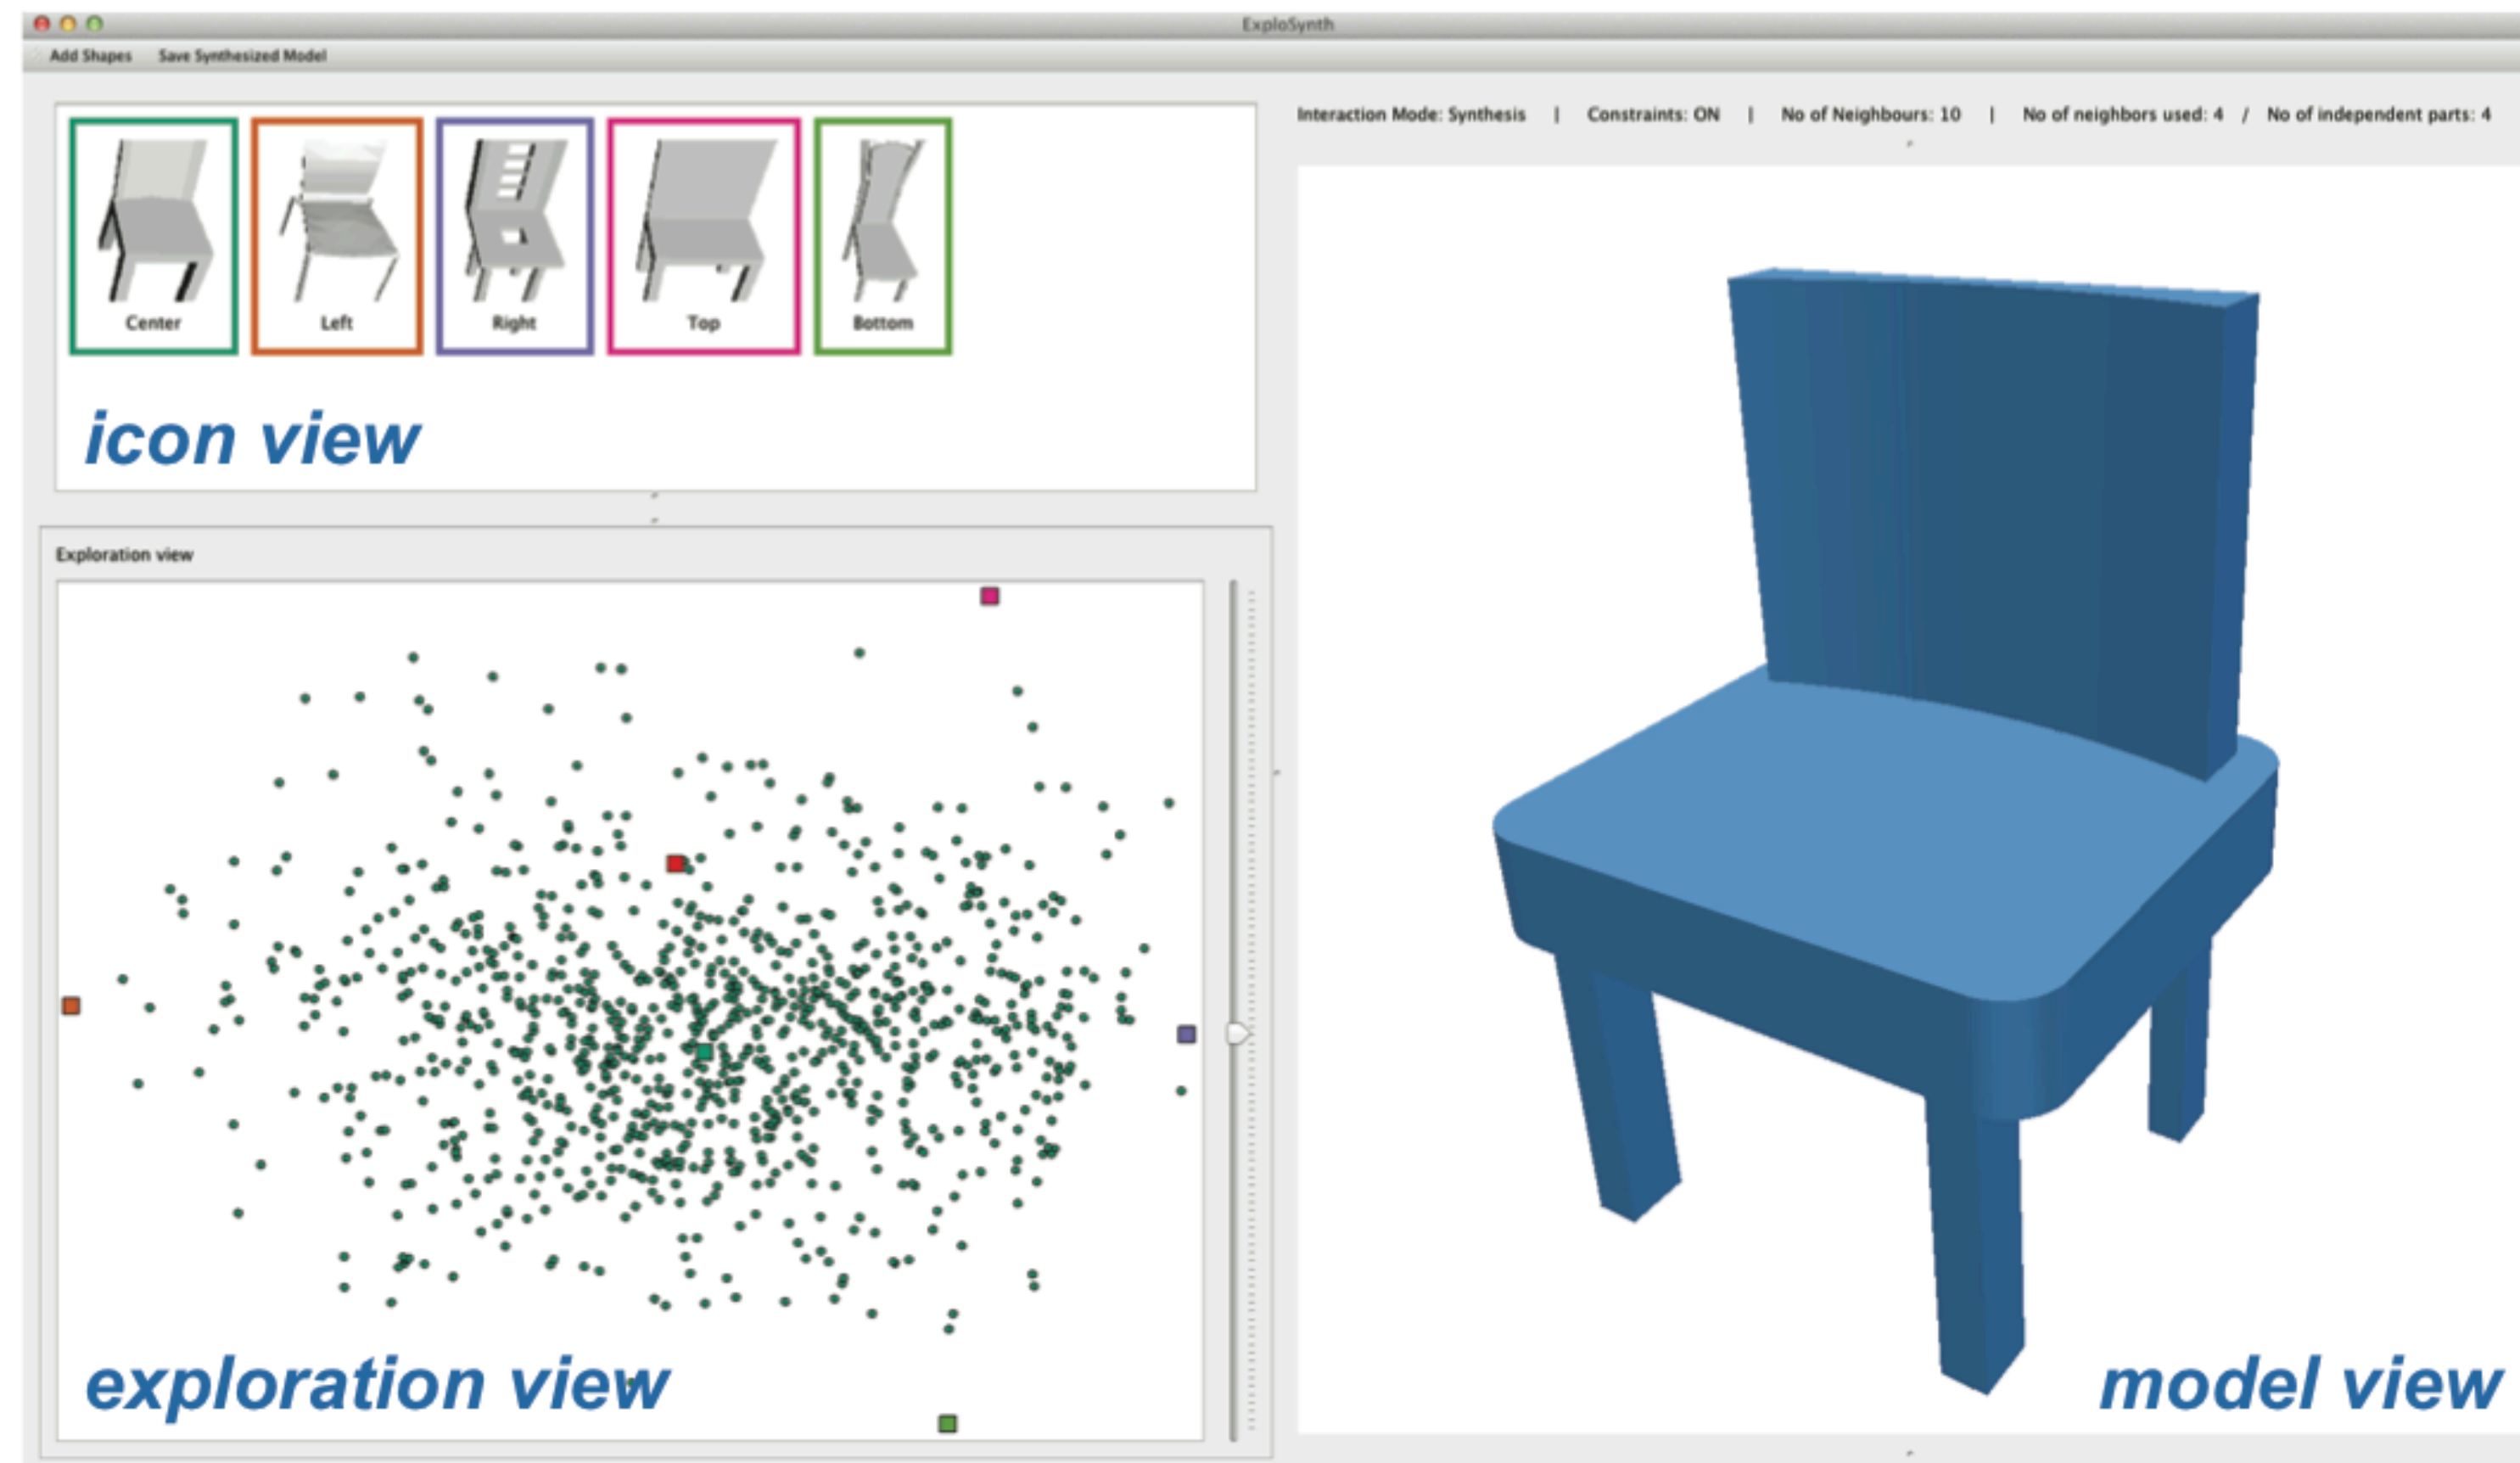 ExploSynth
Add Shapes Save Synthesized Model
Interaction Mode: Synthesis | Constraints: ON | No of Neighbours: 10 | No of neighbors used: 4 / No of independent parts: 4
Center Left Right Top Bottom
icon view
Exploration view
exploration view
model view